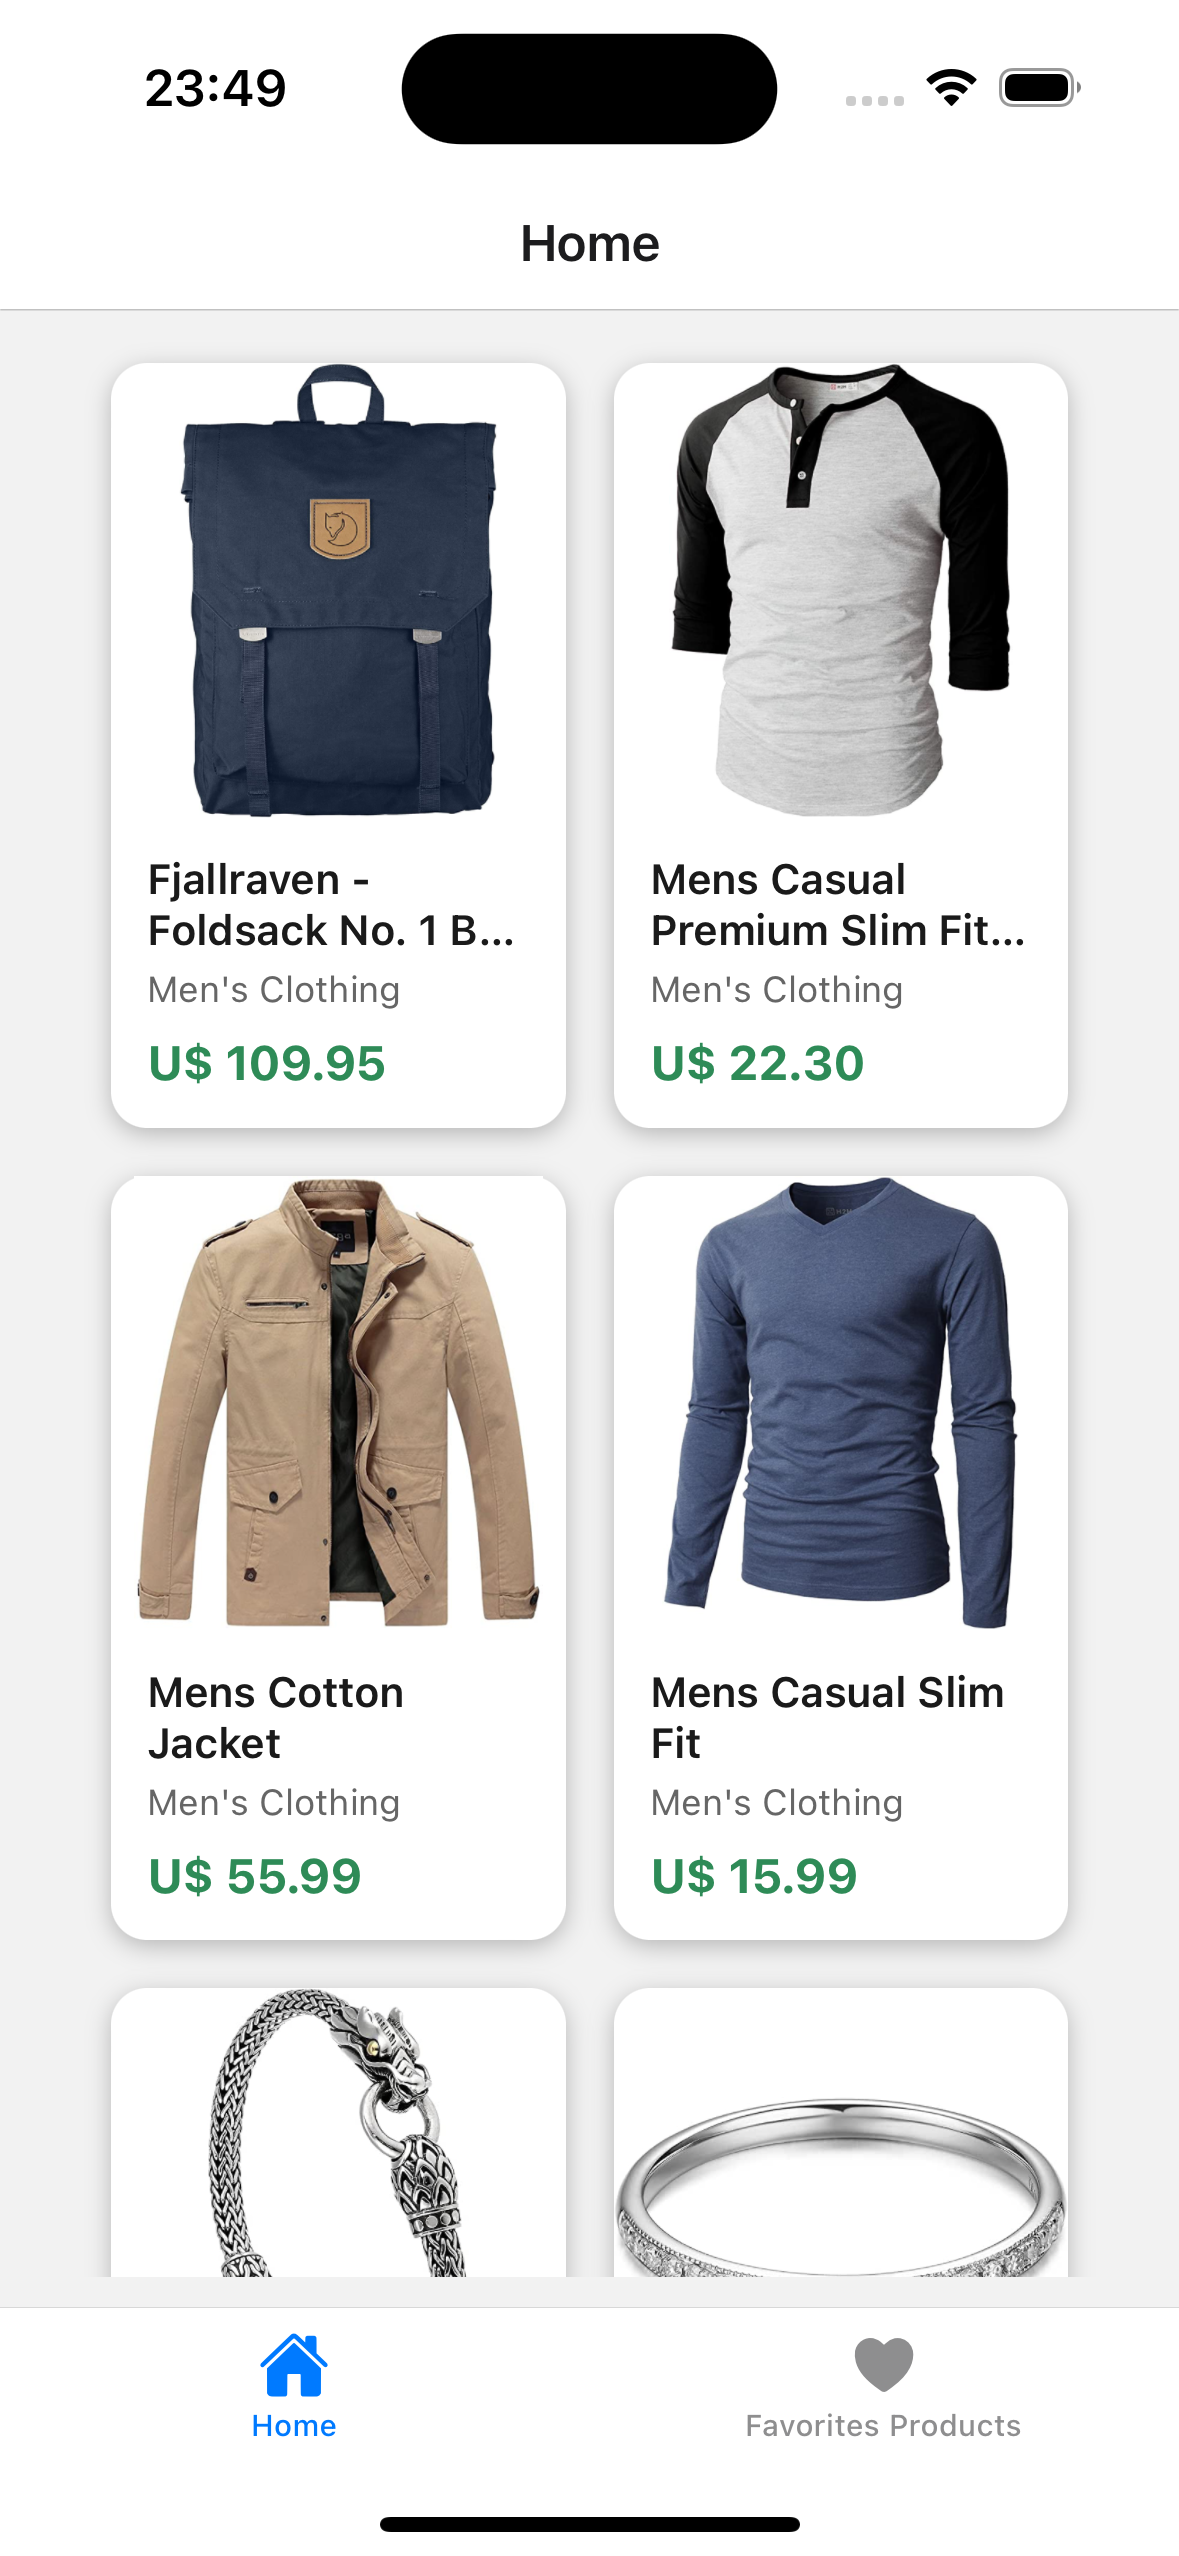 23:49
Home
Fjallraven -
Foldsack No. 1 B...
Men's Clothing
U$ 109.95
Mens Casual
Premium Slim Fit...
Men's Clothing
U$ 22.30
Mens Cotton
Jacket
Men's Clothing
U$ 55.99
Mens Casual Slim
Fit
Men's Clothing
U$ 15.99
Home
Favorites Products